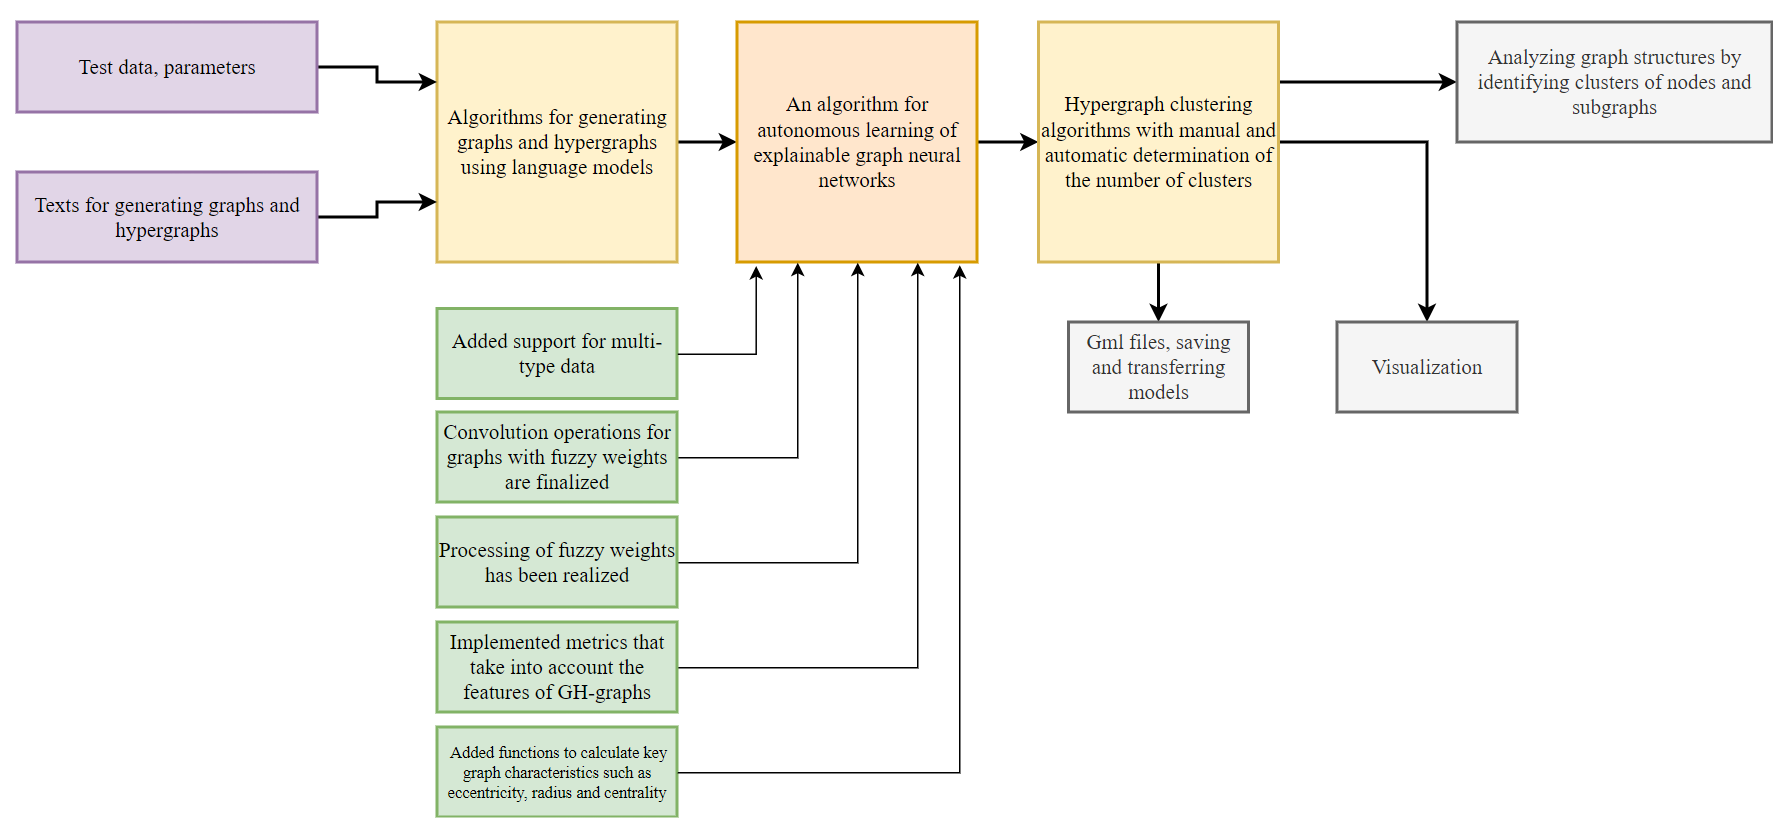 Test data, parameters
Texts for generating graphs and
hypergraphs
Algorithms for generating
graphs and hypergraphs
using language models
An algorithm for
autonomous learning of
explainable graph neural
networks
Hypergraph clustering
algorithms with manual and
automatic determination of
the number of clusters
Analyzing graph structures by
identifying clusters of nodes and
subgraphs
Gml files, saving
and transferring
models
Visualization
Added support for multi-
type data
Convolution operations for
graphs with fuzzy weights
are finalized
Processing of fuzzy weights
has been realized
Implemented metrics that
take into account the
features of GH-graphs
Added functions to calculate key
graph characteristics such as
eccentricity, radius and centrality